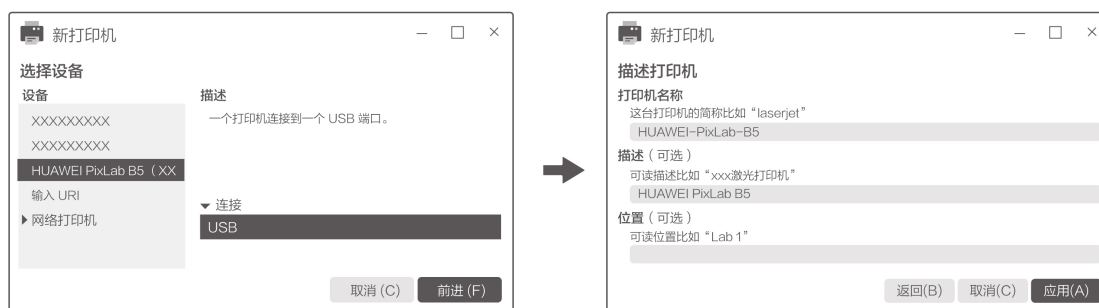 新打印机
选择设备
设备
XXXXXXXXX
XXXXXXXXX
HUAWEI PixLab B5（XX
输入 URI
网络打印机
描述
一个打印机连接到一个 USB 端口。
连接
USB
取消 (C)
前进 (F)
新打印机
描述打印机
打印机名称
这台打印机的简称比如“laserjet”
HUAWEI-PixLab-B5
描述（可选）
可读描述比如“xxx激光打印机”
HUAWEI PixLab B5
位置（可选）
可读位置比如“Lab 1”
返回(B)
取消(C)
应用(A)